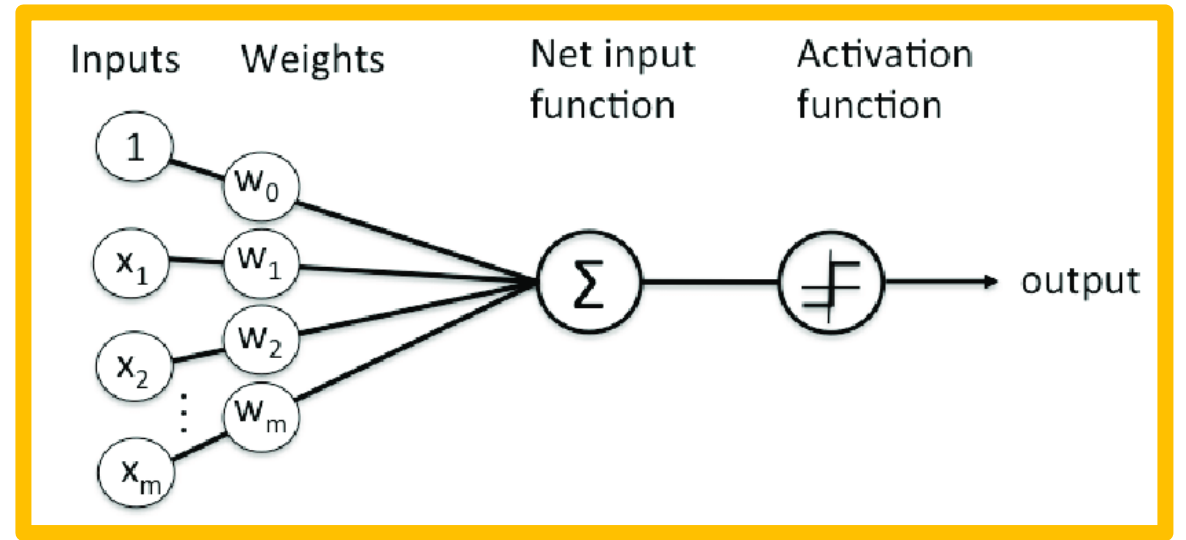 Inputs Weights Net input function Activation function
1
w0
x1
w1
x2
w2
⋮
wm
xm
Σ
output